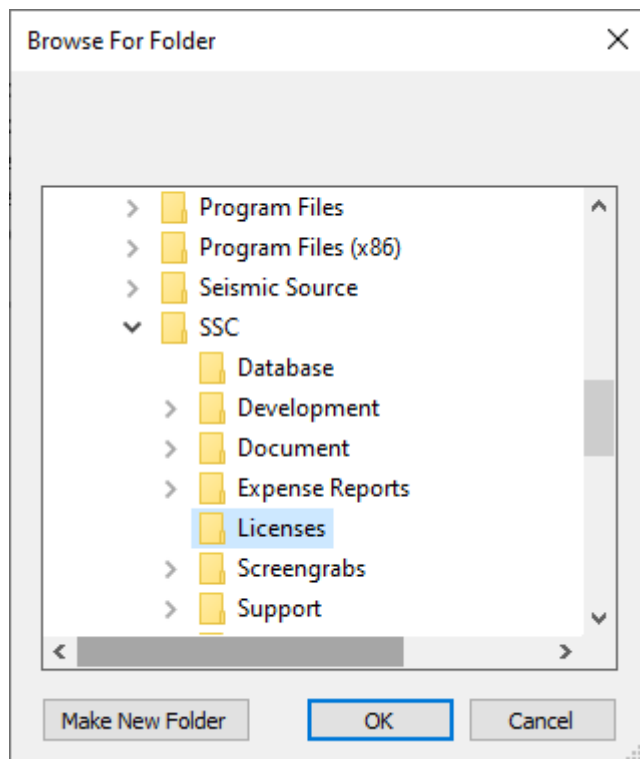 Browse For Folder
Program Files
Program Files (x86)
Seismic Source
SSC
Database
Development
Document
Expense Reports
Licenses
Screengrabs
Support
Make New Folder
OK
Cancel